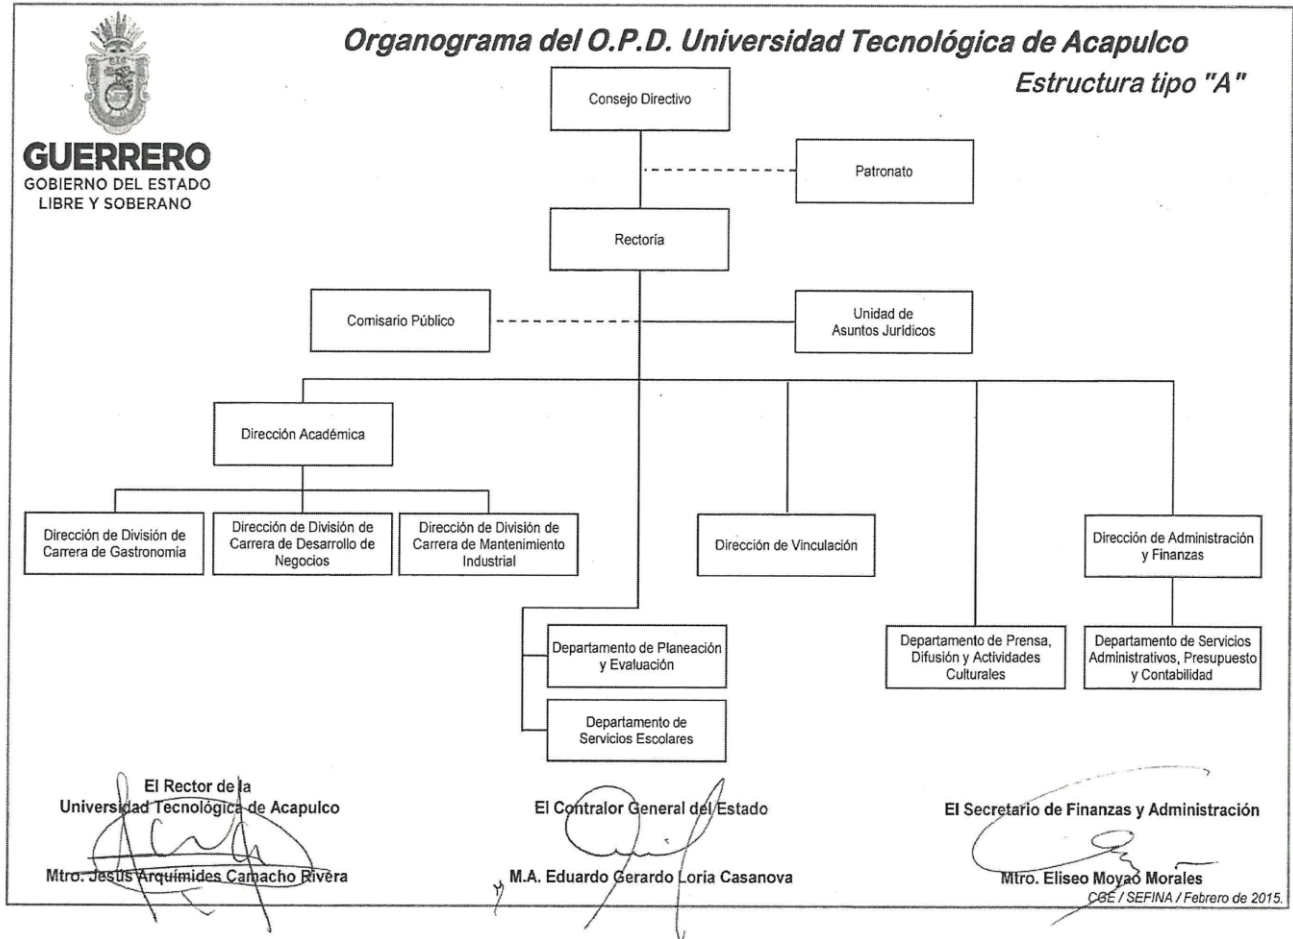 Organograma del O.P.D. Universidad Tecnológica de Acapulco
Estructura tipo "A"
GUERRERO
GOBIERNO DEL ESTADO
LIBRE Y SOBERANO
Consejo Directivo
Patronato
Rectoría
Comisario Público
Unidad de
Asuntos Jurídicos
Dirección Académica
Dirección de División de
Carrera de Gastronomía
Dirección de División de
Carrera de Desarrollo de
Negocios
Dirección de División de
Carrera de Mantenimiento
Industrial
Dirección de Vinculación
Dirección de Administración
y Finanzas
Departamento de Planeación
y Evaluación
Departamento de Prensa,
Difusión y Actividades
Culturales
Departamento de Servicios
Administrativos, Presupuesto
y Contabilidad
Departamento de
Servicios Escolares
El Rector de la
Universidad Tecnológica de Acapulco
Mtro. Jesús Arquímides Camacho Rivera
El Contralor General del Estado
M.A. Eduardo Gerardo Loría Casanova
El Secretario de Finanzas y Administración
Mtro. Eliseo Moyao Morales
CGE / SEFINA / Febrero de 2015.